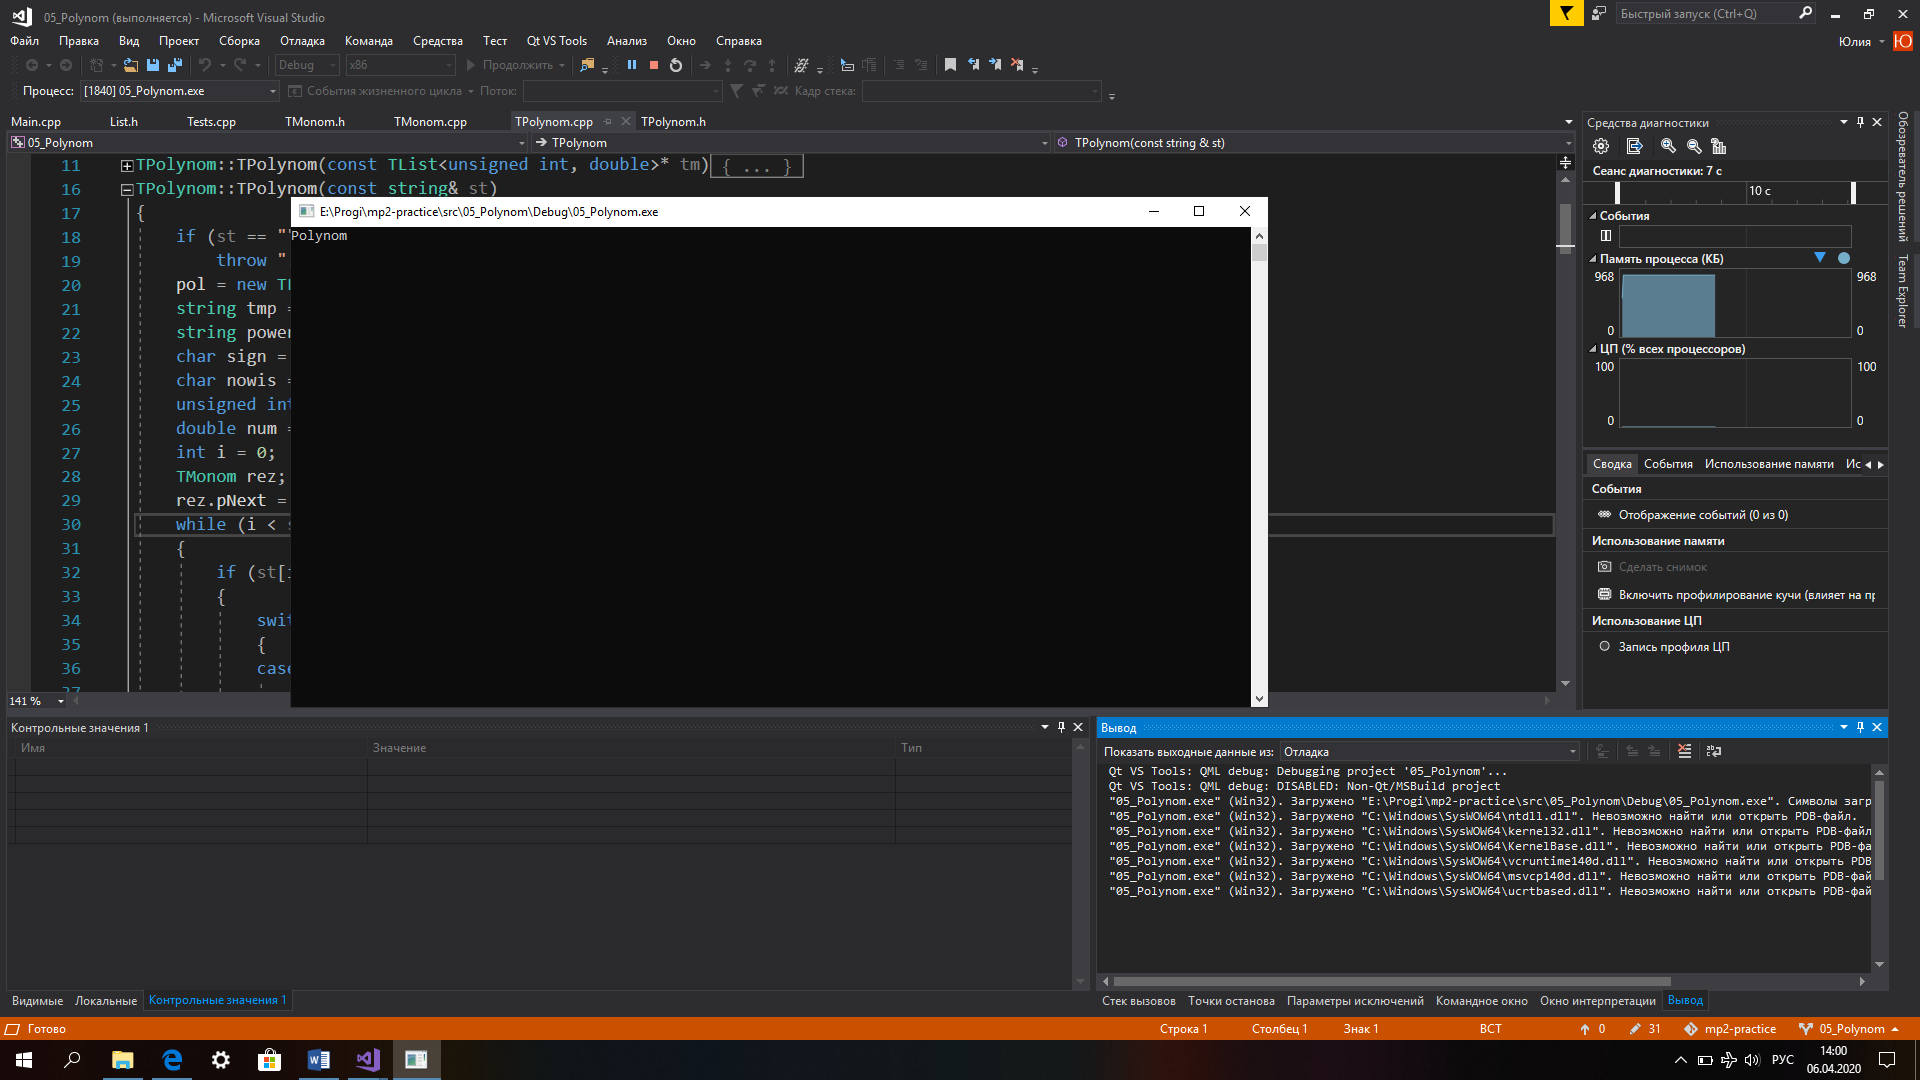 05_Polynom (выполняется) - Microsoft Visual Studio
Быстрый запуск (Ctrl+Q)
Файл Правка Вид Проект Сборка Отладка Команда Средства Тест Qt VS Tools Анализ Окно Справка
Юлия Ю
Debug x86 Продолжить
Процесс: [1840] 05_Polynom.exe События жизненного цикла Поток: Кадр стека:
Main.cpp List.h Tests.cpp TMonom.h TMonom.cpp TPolynom.cpp TPolynom.h
05_Polynom TPolynom TPolynom(const string & st)
11 TPolynom::TPolynom(const TList<unsigned int, double>* tm){ ... }
16 TPolynom::TPolynom(const string& st)
17 {
18 if (st == "
19 throw "
20 pol = new
21 string tmp =
22 string power
23 char sign =
24 char nowis =
25 unsigned int
26 double num =
27 int i = 0;
28 TMonom rez;
29 rez.pNext =
30 while (i <
31 {
32 if (st[
33 {
34 swit
35 {
36 case
37
141 %
E:\Progi\mp2-practice\src\05_Polynom\Debug\05_Polynom.exe
Polynom
Средства диагностики
Сеанс диагностики: 7 с
10 с
События
Память процесса (КБ)
968 968
0 0
ЦП (% всех процессоров)
100 100
0 0
Сводка События Использование памяти Ис
События
Отображение событий (0 из 0)
Использование памяти
Сделать снимок
Включить профилирование кучи (влияет на пр
Использование ЦП
Запись профиля ЦП
Обозреватель решений
Team Explorer
Контрольные значения 1
Имя Значение Тип
Видимые Локальные Контрольные значения 1
Вывод
Показать выходные данные из: Отладка
Qt VS Tools: QML debug: Debugging project '05_Polynom'...
Qt VS Tools: QML debug: DISABLED: Non-Qt/MSBuild project
"05_Polynom.exe" (Win32). Загружено "E:\Progi\mp2-practice\src\05_Polynom\Debug\05_Polynom.exe". Символы загр
"05_Polynom.exe" (Win32). Загружено "C:\Windows\SysWOW64\ntdll.dll". Невозможно найти или открыть PDB-файл.
"05_Polynom.exe" (Win32). Загружено "C:\Windows\SysWOW64\kernel32.dll". Невозможно найти или открыть PDB-файл
"05_Polynom.exe" (Win32). Загружено "C:\Windows\SysWOW64\KernelBase.dll". Невозможно найти или открыть PDB-фа
"05_Polynom.exe" (Win32). Загружено "C:\Windows\SysWOW64\vcruntime140d.dll". Невозможно найти или открыть PDB
"05_Polynom.exe" (Win32). Загружено "C:\Windows\SysWOW64\msvcp140d.dll". Невозможно найти или открыть PDB-фай
"05_Polynom.exe" (Win32). Загружено "C:\Windows\SysWOW64\ucrtbased.dll". Невозможно найти или открыть PDB-фай
Стек вызовов Точки останова Параметры исключений Командное окно Окно интерпретации Вывод
Готово Строка 1 Столбец 1 Знак 1 ВСТ 0 31 mp2-practice 05_Polynom
РУС 14:00
06.04.2020